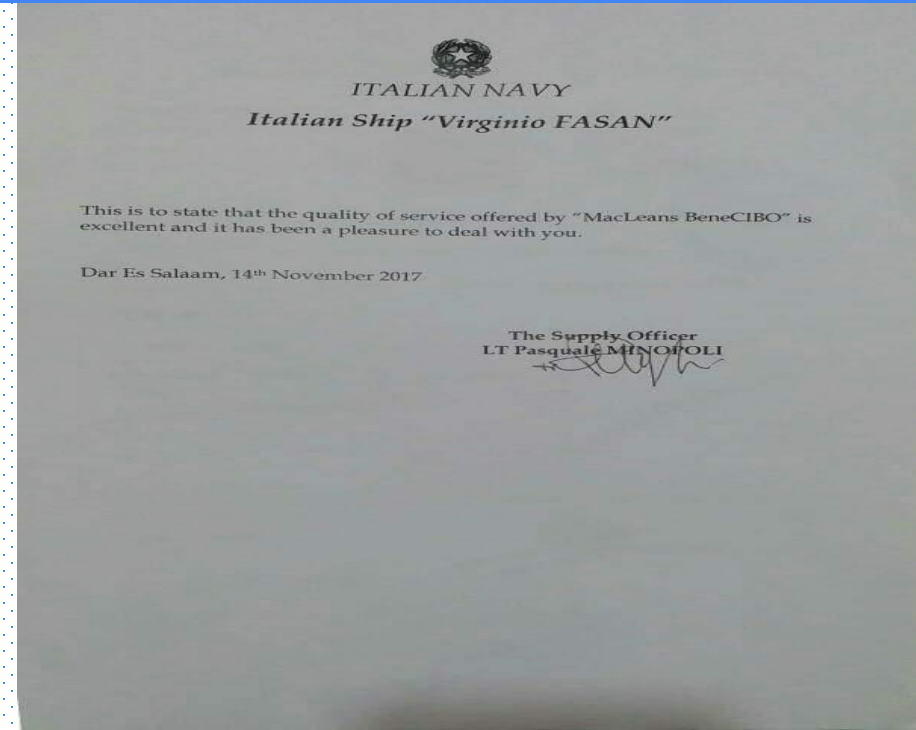 ITALIAN NAVY
Italian Ship “Virginio FASAN”
This is to state that the quality of service offered by “MacLeans BeneCIBO” is
excellent and it has been a pleasure to deal with you.
Dar Es Salaam, 14th November 2017
The Supply Officer
LT Pasquale MINOPOLI